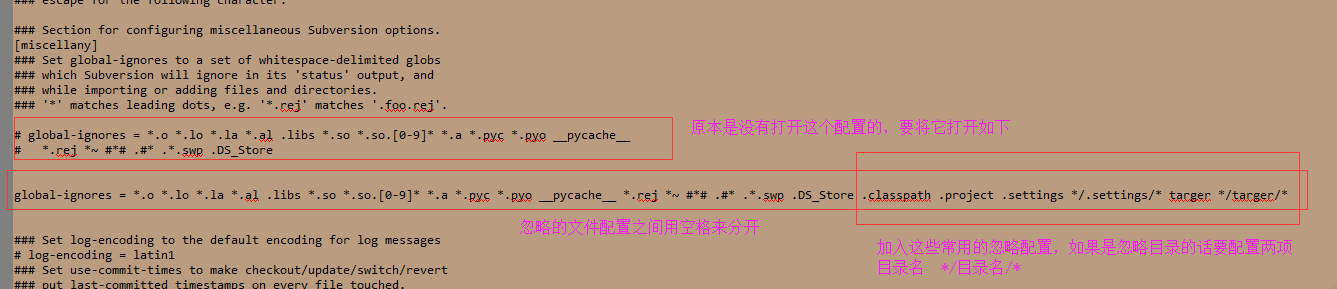 ### escape for the following character.
### Section for configuring miscellaneous Subversion options.
[miscellany]
### Set global-ignores to a set of whitespace-delimited globs
### which Subversion will ignore in its 'status' output, and
### while importing or adding files and directories.
### '*' matches leading dots, e.g. '*.rej' matches '.foo.rej'.
# global-ignores = *.o *.lo *.la *.al .libs *.so *.so.[0-9]* *.a *.pyc *.pyo __pycache__
#   *.rej *~ #*# .#* .*.swp .DS_Store
原本是没有打开这个配置的，要将它打开如下
global-ignores = *.o *.lo *.la *.al .libs *.so *.so.[0-9]* *.a *.pyc *.pyo __pycache__ *.rej *~ #*# .#* .*.swp .DS_Store .classpath .project .settings */.settings/* targer */targer/*
忽略的文件配置之间用空格来分开
加入这些常用的忽略配置，如果是忽略目录的话要配置两项
目录名  */目录名/*
### Set log-encoding to the default encoding for log messages
# log-encoding = latin1
### Set use-commit-times to make checkout/update/switch/revert
### put last-committed timestamps on every file touched.